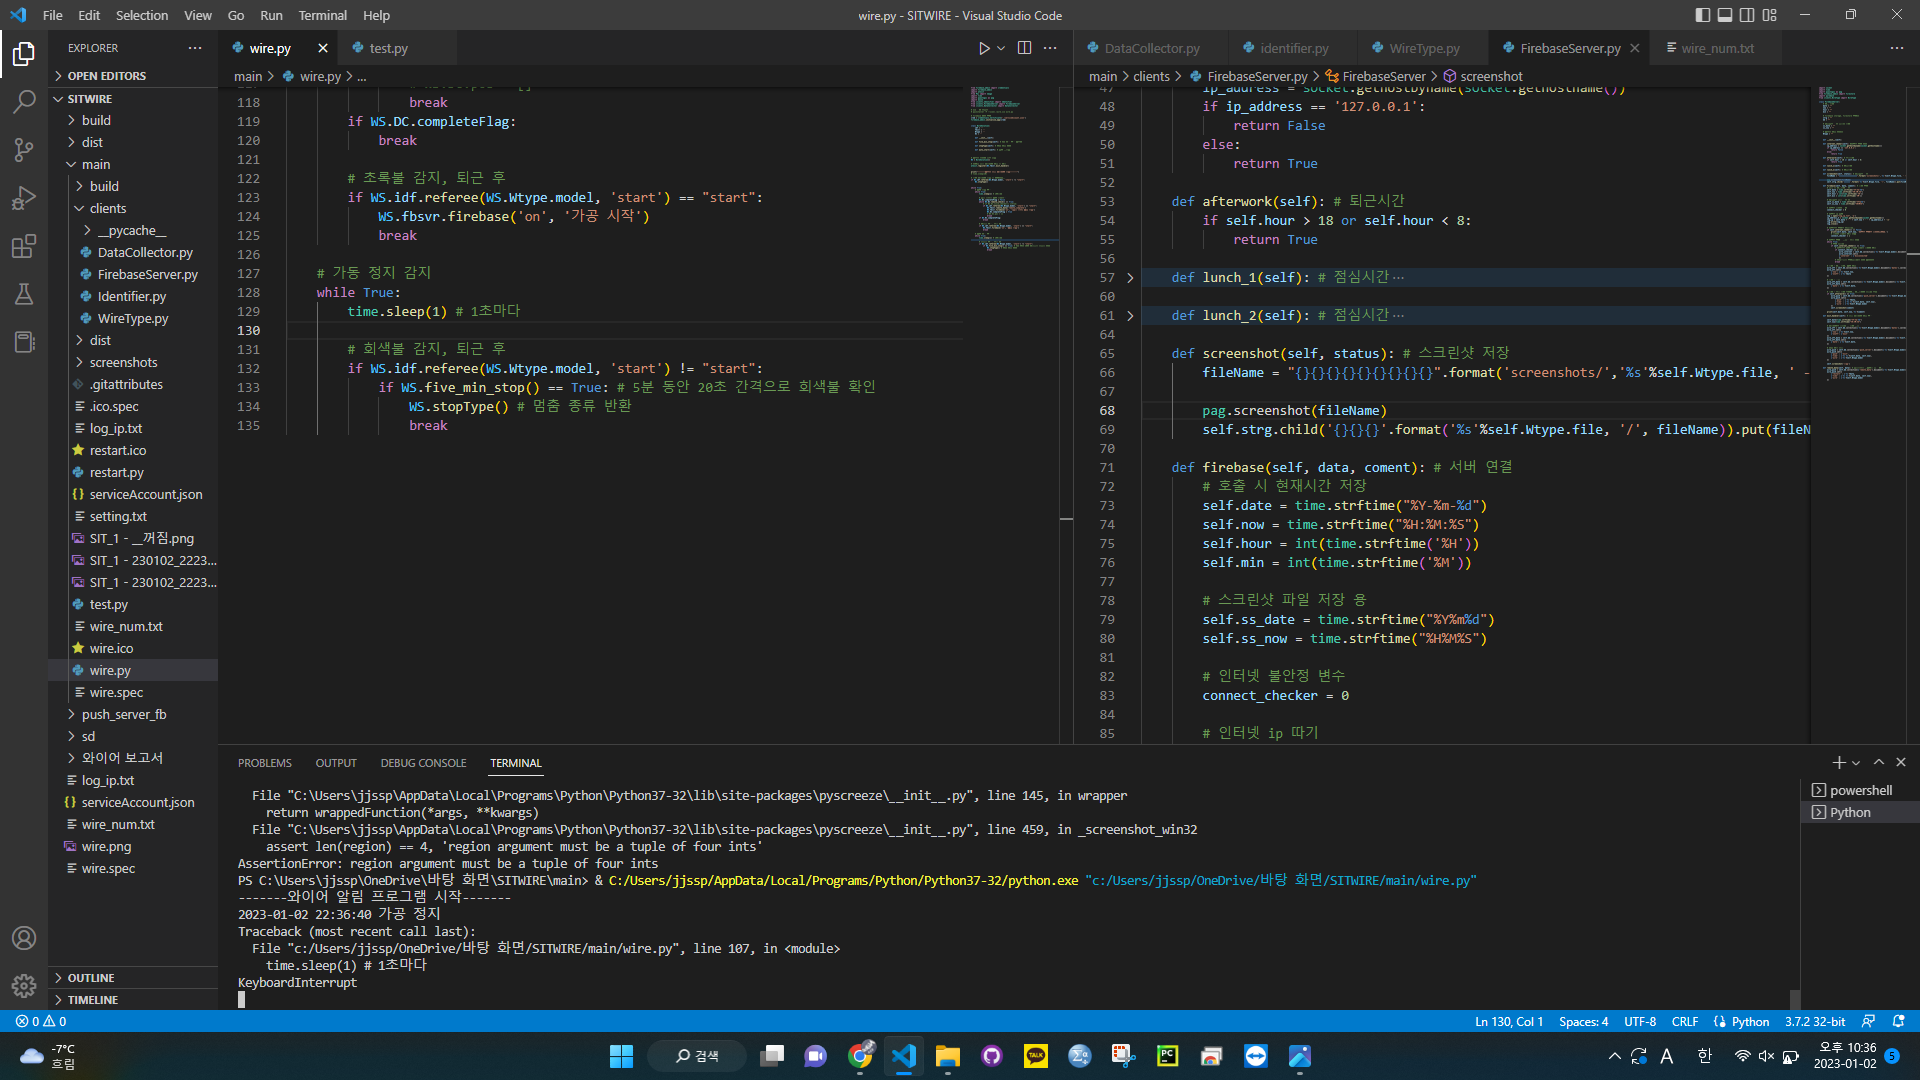 File Edit Selection View Go Run Terminal Help
wire.py - SITWIRE - Visual Studio Code
EXPLORER
OPEN EDITORS
SITWIRE
build
dist
main
build
clients
__pycache__
DataCollector.py
FirebaseServer.py
Identifier.py
WireType.py
dist
screenshots
.gitattributes
.ico.spec
log_ip.txt
restart.ico
restart.py
serviceAccount.json
setting.txt
SIT_1 - __꺼짐.png
SIT_1 - 230102_2223...
SIT_1 - 230102_2223...
test.py
wire_num.txt
wire.ico
wire.py
wire.spec
push_server_fb
sd
와이어 보고서
log_ip.txt
serviceAccount.json
wire_num.txt
wire.png
wire.spec
OUTLINE
TIMELINE
wire.py test.py
main > wire.py > ...
118 break
119 if WS.DC.completeFlag:
120 break
121
122 # 초록불 감지, 퇴근 후
123 if WS.idf.referee(WS.Wtype.model, 'start') == "start":
124 WS.fbsvr.firebase('on', '가공 시작')
125 break
126
127 # 가동 정지 감지
128 while True:
129 time.sleep(1) # 1초마다
130
131 # 회색불 감지, 퇴근 후
132 if WS.idf.referee(WS.Wtype.model, 'start') != "start":
133 if WS.five_min_stop() == True: # 5분 동안 20초 간격으로 회색불 확인
134 WS.stopType() # 멈춤 종류 반환
135 break
DataCollector.py identifier.py WireType.py FirebaseServer.py wire_num.txt
main > clients > FirebaseServer.py > FirebaseServer > screenshot
47 ip_address = socket.gethostbyname(socket.gethostname())
48 if ip_address == '127.0.0.1':
49 return False
50 else:
51 return True
52
53 def afterwork(self): # 퇴근시간
54 if self.hour > 18 or self.hour < 8:
55 return True
56
57 def lunch_1(self): # 점심시간 ...
60
61 def lunch_2(self): # 점심시간 ...
64
65 def screenshot(self, status): # 스크린샷 저장
66 fileName = "{}{}{}{}{}{}{}{}{}".format('screenshots/','%s'%self.Wtype.file, ' -
67
68 pag.screenshot(fileName)
69 self.strg.child('{}{}{}'.format('%s'%self.Wtype.file, '/', fileName)).put(fileN
70
71 def firebase(self, data, coment): # 서버 연결
72 # 호출 시 현재시간 저장
73 self.date = time.strftime("%Y-%m-%d")
74 self.now = time.strftime("%H:%M:%S")
75 self.hour = int(time.strftime('%H'))
76 self.min = int(time.strftime('%M'))
77
78 # 스크린샷 파일 저장 용
79 self.ss_date = time.strftime("%Y%m%d")
80 self.ss_now = time.strftime("%H%M%S")
81
82 # 인터넷 불안정 변수
83 connect_checker = 0
84
85 # 인터넷 ip 따기
PROBLEMS OUTPUT DEBUG CONSOLE TERMINAL
File "C:\Users\jjssp\AppData\Local\Programs\Python\Python37-32\lib\site-packages\pyscreeze\__init__.py", line 145, in wrapper
return wrappedFunction(*args, **kwargs)
File "C:\Users\jjssp\AppData\Local\Programs\Python\Python37-32\lib\site-packages\pyscreeze\__init__.py", line 459, in _screenshot_win32
assert len(region) == 4, 'region argument must be a tuple of four ints'
AssertionError: region argument must be a tuple of four ints
PS C:\Users\jjssp\OneDrive\바탕 화면\SITWIRE\main> & C:/Users/jjssp/AppData/Local/Programs/Python/Python37-32/python.exe "c:/Users/jjssp/OneDrive/바탕 화면/SITWIRE/main/wire.py"
-------와이어 알림 프로그램 시작-------
2023-01-02 22:36:40 가공 정지
Traceback (most recent call last):
File "c:/Users/jjssp/OneDrive/바탕 화면/SITWIRE/main/wire.py", line 107, in <module>
time.sleep(1) # 1초마다
KeyboardInterrupt
powershell
Python
0 0
Ln 130, Col 1 Spaces: 4 UTF-8 CRLF Python 3.7.2 32-bit
-7°C
흐림
검색
TALK
PC
A 한
오후 10:36
2023-01-02
5